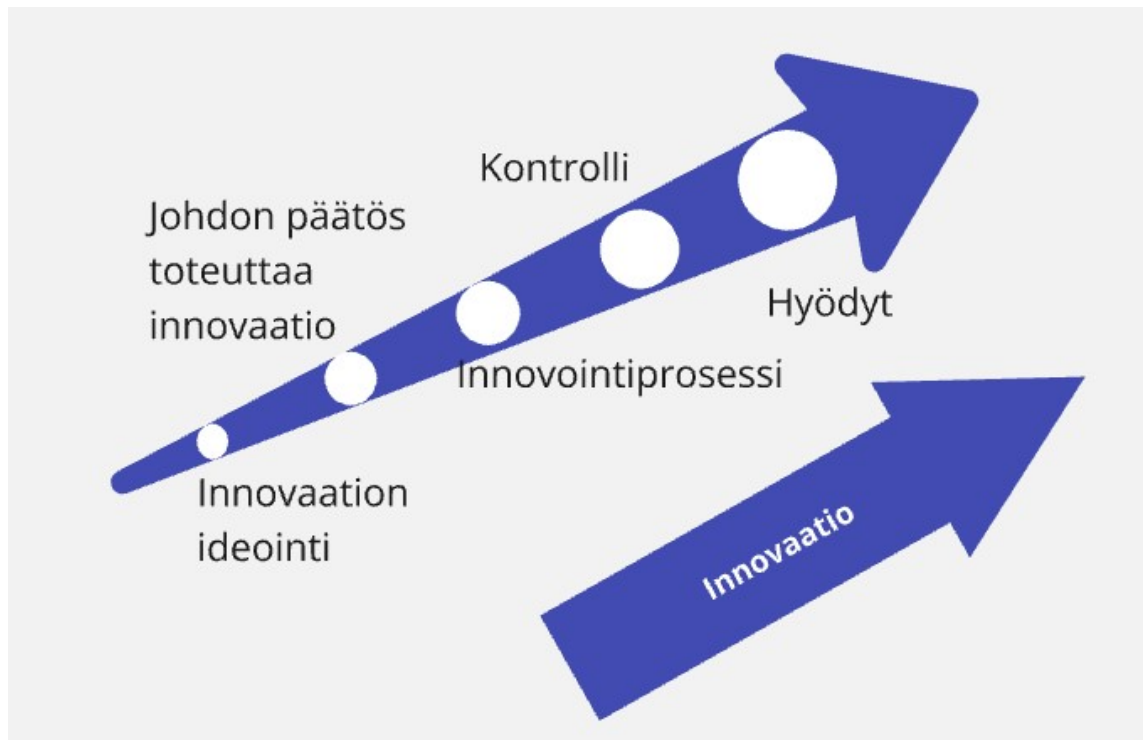 Kontrolli
Johdon päätös
toteuttaa
innovaatio
Hyödyt
Innovointiprosessi
Innovaation
ideointi
Innovaatio